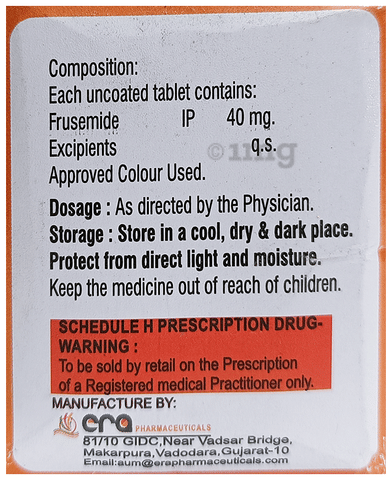 Composition:
Each uncoated tablet contains:
Frusemide IP 40 mg.
Excipients q.s.
1mg
Approved Colour Used.
Dosage : As directed by the Physician.
Storage : Store in a cool, dry & dark place.
Protect from direct light and moisture.
Keep the medicine out of reach of children.
SCHEDULE H PRESCRIPTION DRUG-
WARNING :
To be sold by retail on the Prescription
of a Registered medical Practitioner only.
MANUFACTURE BY:
era PHARMACEUTICALS
81/10 GIDC,Near Vadsar Bridge,
Makarpura,Vadodara,Gujarat-10
Email:aum@erapharmaceuticals.com